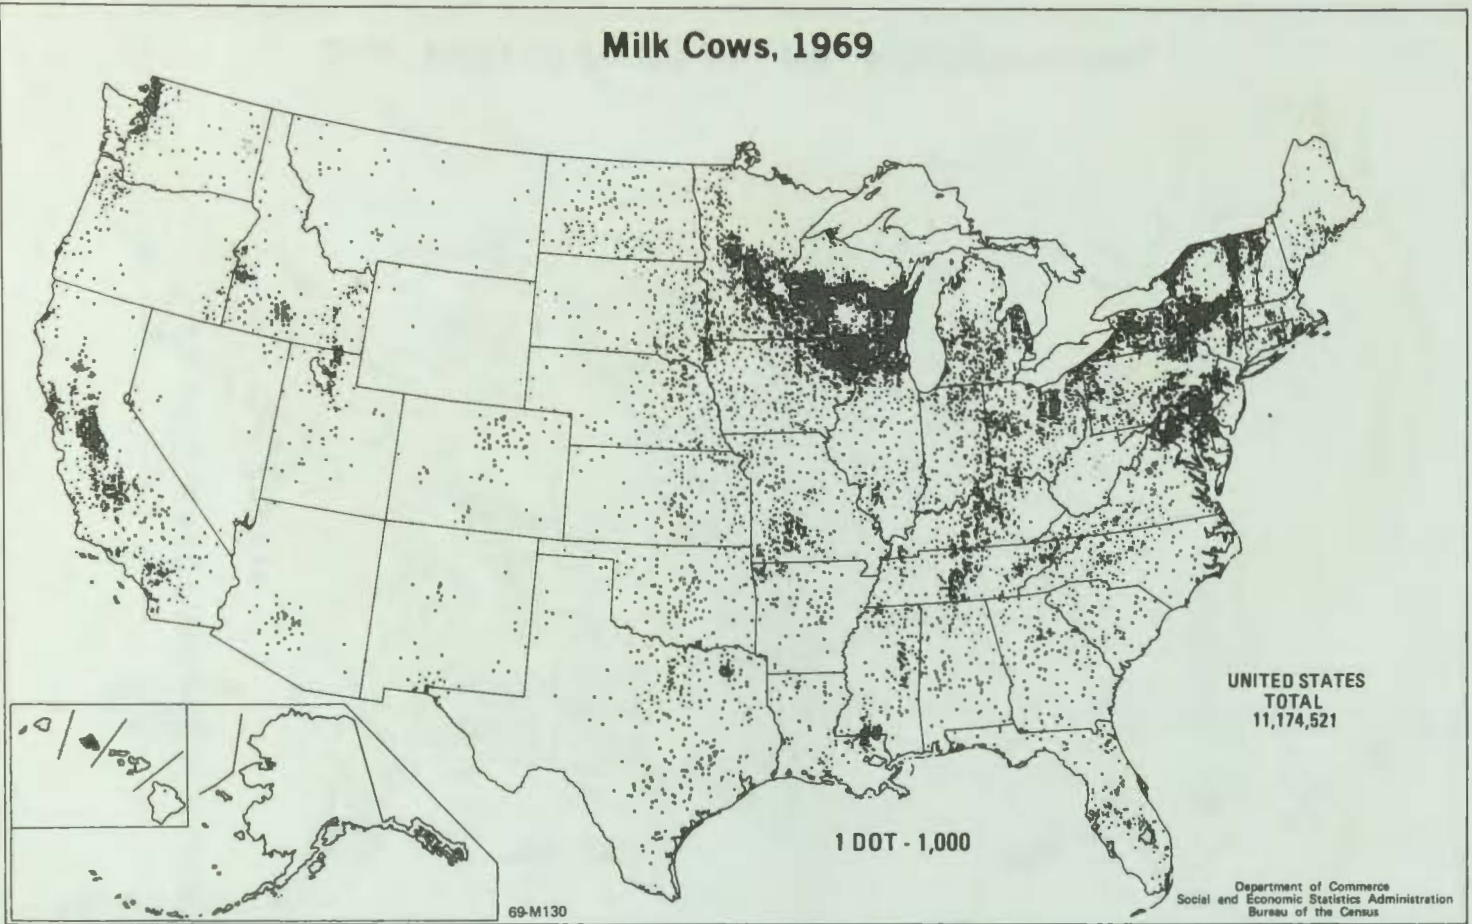 Milk Cows, 1969
UNITED STATES
TOTAL
11,174,521
1 DOT - 1,000
69-M130
Department of Commerce
Social and Economic Statistics Administration
Bureau of the Census